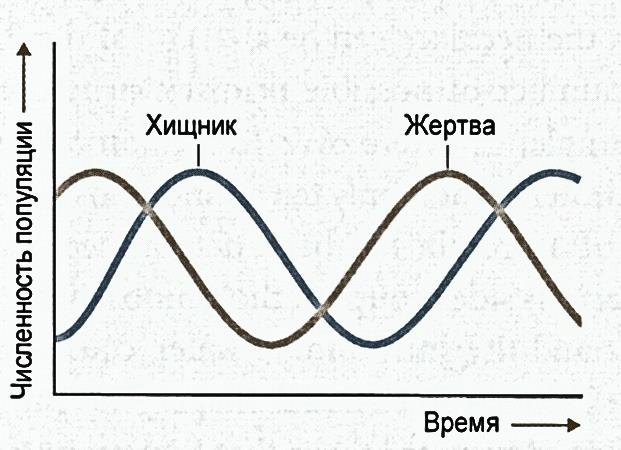 Хищник
Жертва
Численность популяции
Время